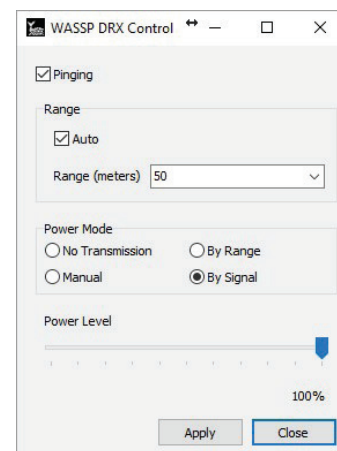 WASSP DRX Control
Pinging
Range
Auto
Range (meters) 50
Power Mode
No Transmission By Range
Manual By Signal
Power Level
100%
Apply Close